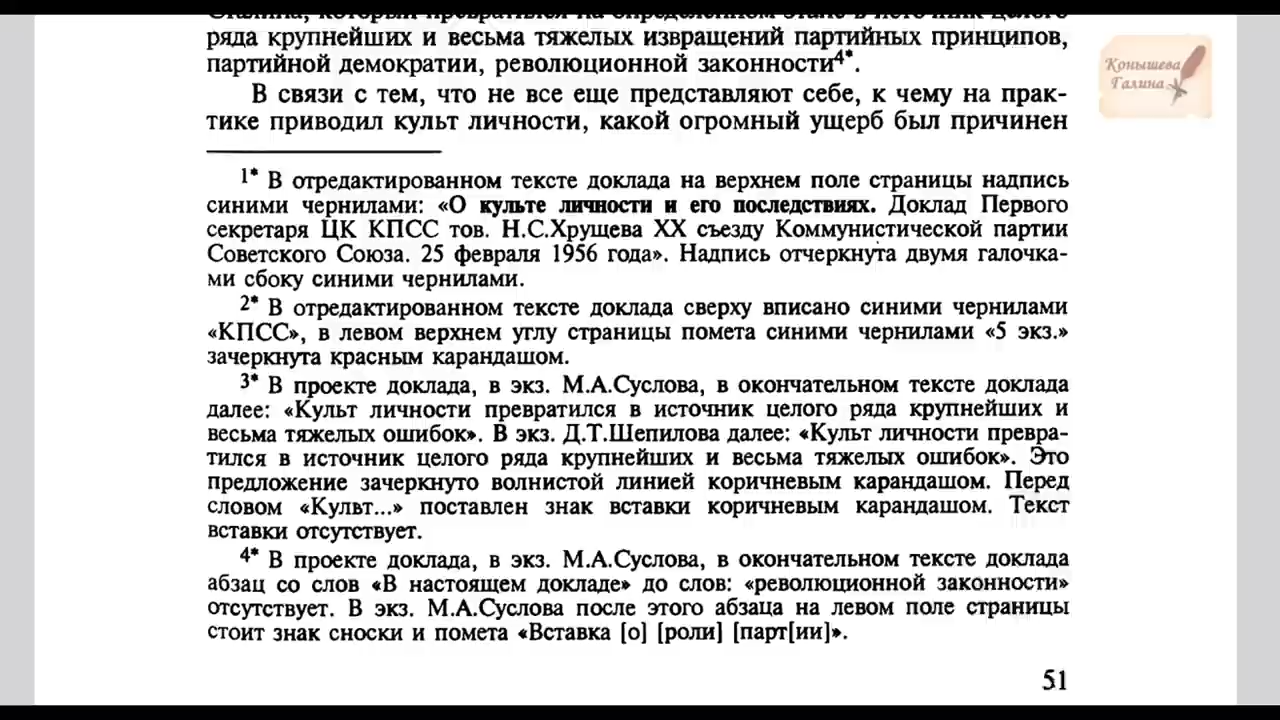 Сталина, который превратился на определенном этапе в источник целого
ряда крупнейших и весьма тяжелых извращений партийных принципов,
партийной демократии, революционной законности4*.
В связи с тем, что не все еще представляют себе, к чему на прак-
тике приводил культ личности, какой огромный ущерб был причинен
1* В отредактированном тексте доклада на верхнем поле страницы надпись
синими чернилами: «О культе личности и его последствиях. Доклад Первого
секретаря ЦК КПСС тов. Н.С.Хрущева XX съезду Коммунистической партии
Советского Союза. 25 февраля 1956 года». Надпись отчеркнута двумя галочка-
ми сбоку синими чернилами.
2* В отредактированном тексте доклада сверху вписано синими чернилами
«КПСС», в левом верхнем углу страницы помета синими чернилами «5 экз.»
зачеркнута красным карандашом.
3* В проекте доклада, в экз. М.А.Суслова, в окончательном тексте доклада
далее: «Культ личности превратился в источник целого ряда крупнейших и
весьма тяжелых ошибок». В экз. Д.Т.Шепилова далее: «Культ личности превра-
тился в источник целого ряда крупнейших и весьма тяжелых ошибок». Это
предложение зачеркнуто волнистой линией коричневым карандашом. Перед
словом «Культ...» поставлен знак вставки коричневым карандашом. Текст
вставки отсутствует.
4* В проекте доклада, в экз. М.А.Суслова, в окончательном тексте доклада
абзац со слов «В настоящем докладе» до слов: «революционной законности»
отсутствует. В экз. М.А.Суслова после этого абзаца на левом поле страницы
стоит знак сноски и помета «Вставка [о] [роли] [парт[ии]».
51
Конышева
Галина